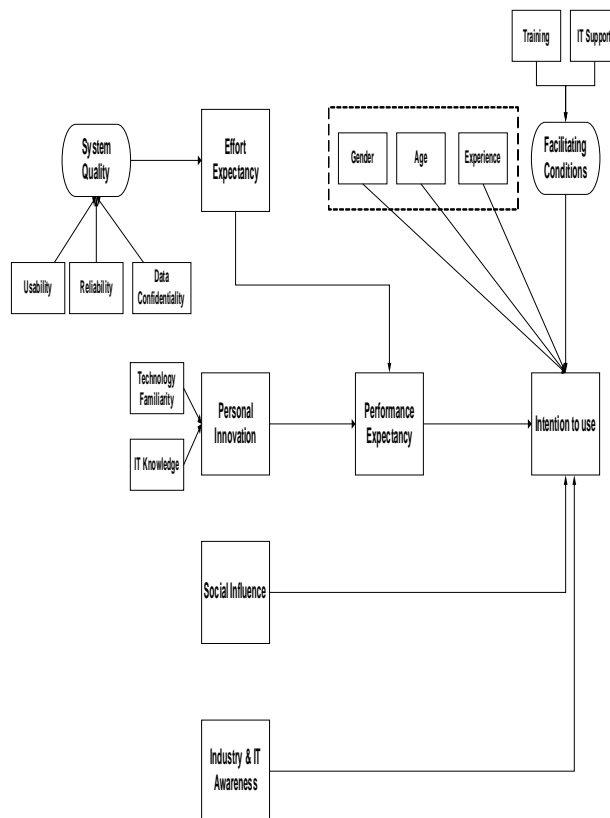 Training
IT Support
System
Quality
Effort
Expectancy
Gender
Age
Experience
Facilitating
Conditions
Usability
Reliability
Data
Confidentiality
Technology
Familiarity
IT Knowledge
Personal
Innovation
Performance
Expectancy
Intention to use
Social Influence
Industry & IT
Awareness